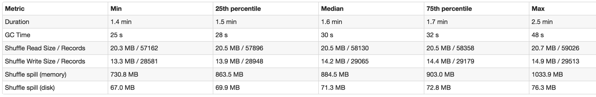 Metric Min 25th percentile Median 75th percentile Max
Duration 1.4 min 1.5 min 1.6 min 1.7 min 2.5 min
GC Time 25 s 28 s 30 s 32 s 48 s
Shuffle Read Size / Records 20.3 MB / 57162 20.5 MB / 57896 20.5 MB / 58130 20.5 MB / 58358 20.7 MB / 59026
Shuffle Write Size / Records 13.3 MB / 28581 13.9 MB / 28948 14.2 MB / 29065 14.4 MB / 29179 14.9 MB / 29513
Shuffle spill (memory) 730.8 MB 863.5 MB 884.5 MB 903.0 MB 1033.9 MB
Shuffle spill (disk) 67.0 MB 69.9 MB 71.3 MB 72.8 MB 76.3 MB